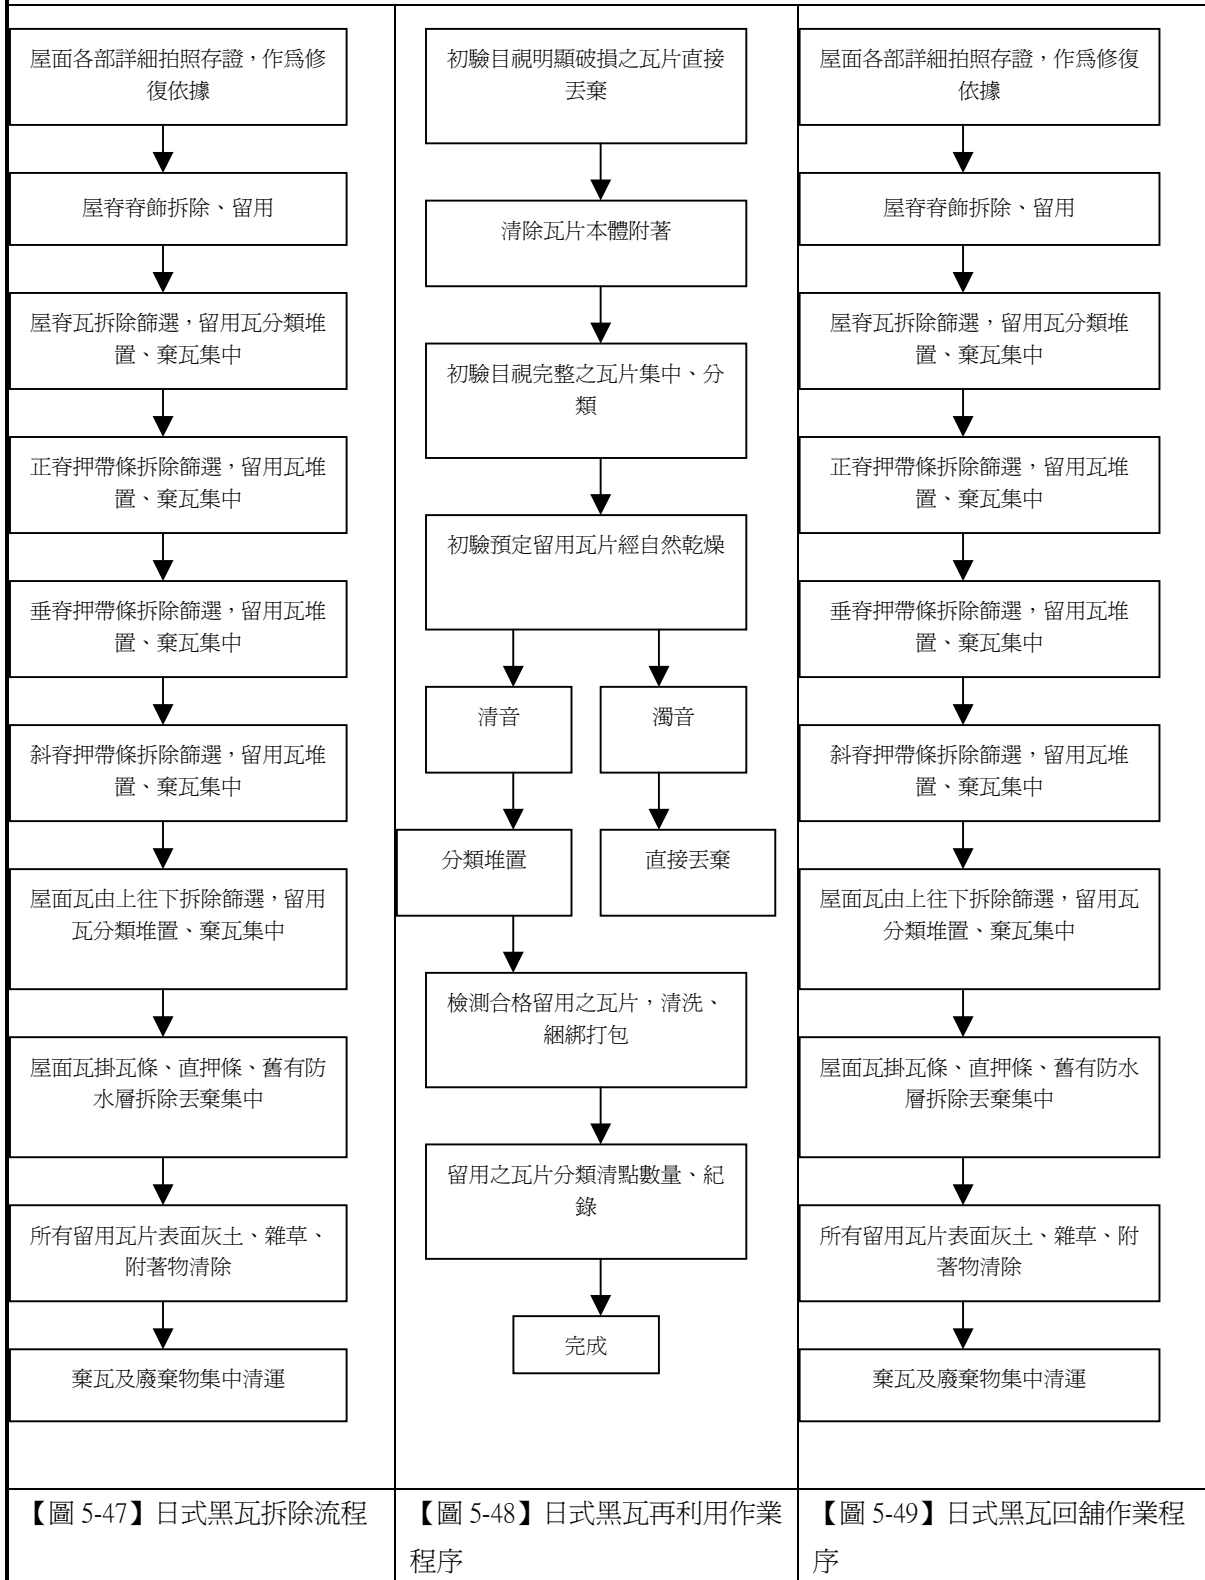 屋面各部詳細拍照存證，作為修
復依據
屋脊脊飾拆除、留用
屋脊瓦拆除篩選，留用瓦分類堆
置、棄瓦集中
正脊押帶條拆除篩選，留用瓦堆
置、棄瓦集中
垂脊押帶條拆除篩選，留用瓦堆
置、棄瓦集中
斜脊押帶條拆除篩選，留用瓦堆
置、棄瓦集中
屋面瓦由上往下拆除篩選，留用
瓦分類堆置、棄瓦集中
屋面瓦掛瓦條、直押條、舊有防
水層拆除丟棄集中
所有留用瓦片表面灰土、雜草、
附著物清除
棄瓦及廢棄物集中清運
【圖 5-47】日式黑瓦拆除流程
初驗目視明顯破損之瓦片直接
丟棄
清除瓦片本體附著
初驗目視完整之瓦片集中、分
類
初驗預定留用瓦片經自然乾燥
清音
濁音
分類堆置
直接丟棄
檢測合格留用之瓦片，清洗、
綑綁打包
留用之瓦片分類清點數量、紀
錄
完成
【圖 5-48】日式黑瓦再利用作業
程序
屋面各部詳細拍照存證，作為修復
依據
屋脊脊飾拆除、留用
屋脊瓦拆除篩選，留用瓦分類堆
置、棄瓦集中
正脊押帶條拆除篩選，留用瓦堆
置、棄瓦集中
垂脊押帶條拆除篩選，留用瓦堆
置、棄瓦集中
斜脊押帶條拆除篩選，留用瓦堆
置、棄瓦集中
屋面瓦由上往下拆除篩選，留用瓦
分類堆置、棄瓦集中
屋面瓦掛瓦條、直押條、舊有防水
層拆除丟棄集中
所有留用瓦片表面灰土、雜草、附
著物清除
棄瓦及廢棄物集中清運
【圖 5-49】日式黑瓦回舖作業程
序